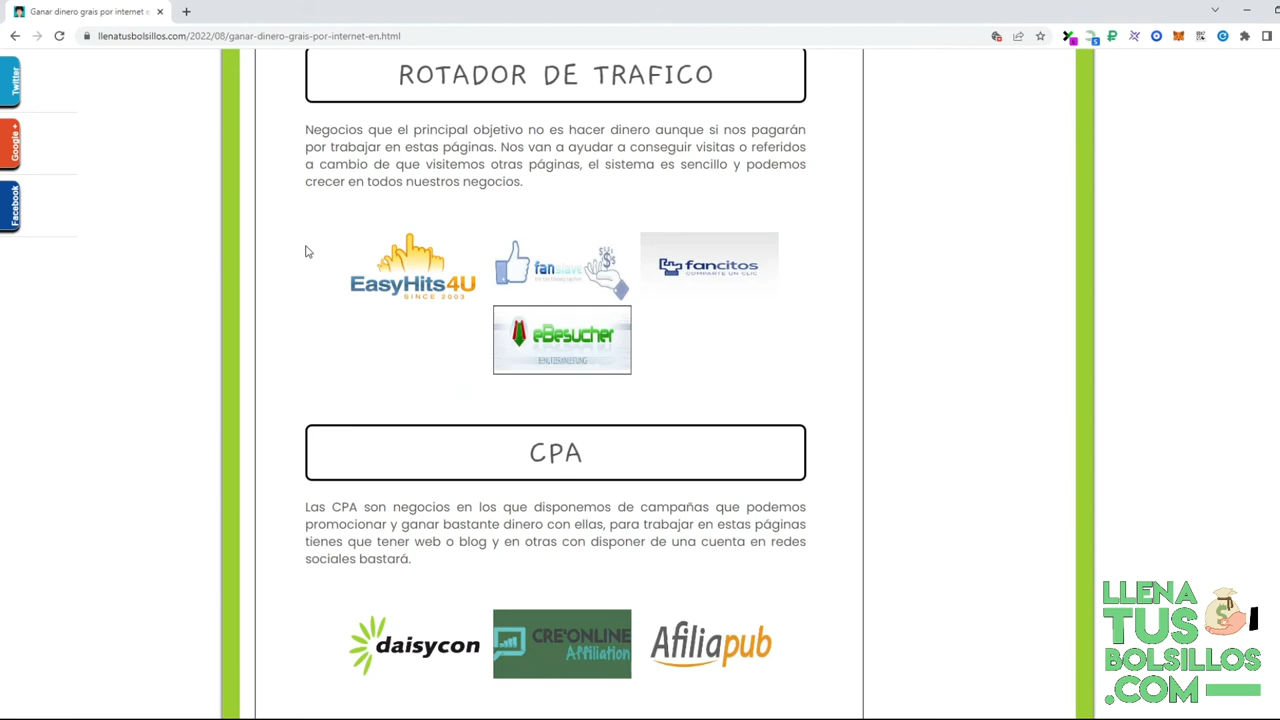 Ganar dinero grais por internet e
llenatusbolsillos.com/2022/08/ganar-dinero-grais-por-internet-en.html
Twitter
Google +
Facebook
ROTADOR DE TRAFICO
Negocios que el principal objetivo no es hacer dinero aunque si nos pagarán
por trabajar en estas páginas. Nos van a ayudar a conseguir visitas o referidos
a cambio de que visitemos otras páginas, el sistema es sencillo y podemos
crecer en todos nuestros negocios.
EasyHits4U
SINCE 2003
fanslave
fancitos
COMPARTE UN CLIC
eBesucher
BENUTZERANLEITUNG
CPA
Las CPA son negocios en los que disponemos de campañas que podemos
promocionar y ganar bastante dinero con ellas, para trabajar en estas páginas
tienes que tener web o blog y en otras con disponer de una cuenta en redes
sociales bastará.
daisycon
CRE'ONLINE
Affiliation
Afiliapub
LLENA
TUS
BOLSILLOS
.COM